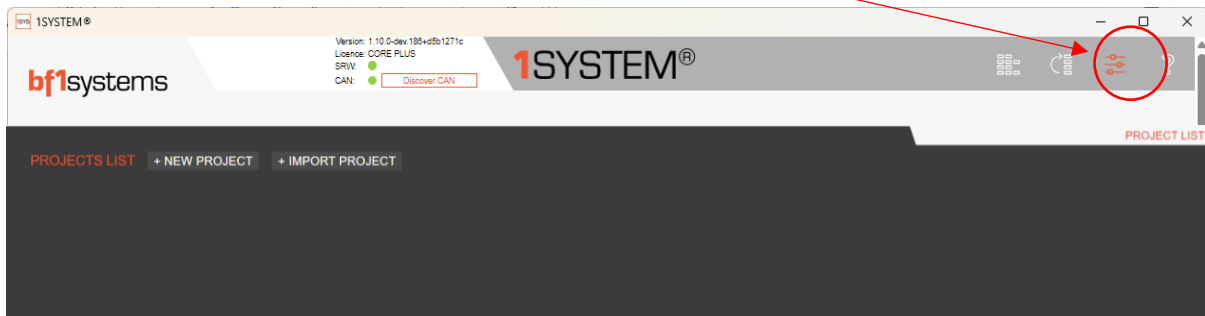 1SYS 1SYSTEM®
Version: 1.10.0-dev.186+d5b1271c
Licence: CORE PLUS
SRW:
CAN: Discover CAN
bf1systems
1SYSTEM®
?
PROJECT LIST
PROJECTS LIST + NEW PROJECT + IMPORT PROJECT